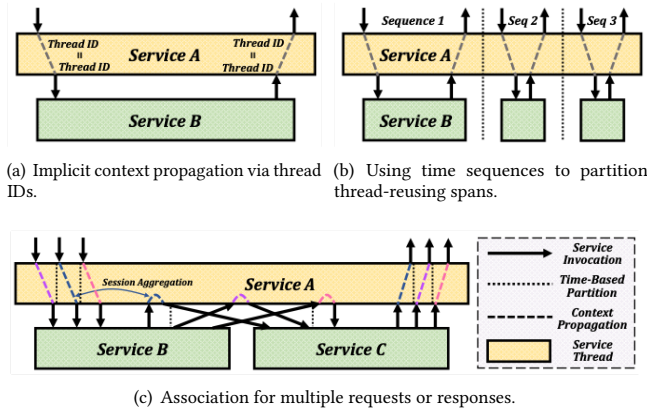 Thread ID
=
Thread ID
Service A
Thread ID
=
Thread ID
Service B
(a) Implicit context propagation via thread
IDs.
Sequence 1
Seq 2
Seq 3
Service A
Service B
(b) Using time sequences to partition
thread-reusing spans.
Session Aggregation
Service A
Service B
Service C
Service
Invocation
Time-Based
Partition
Context
Propagation
Service
Thread
(c) Association for multiple requests or responses.